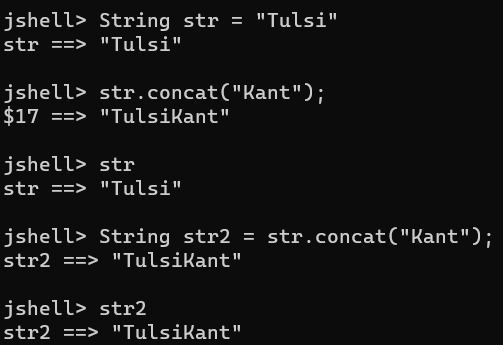 jshell> String str = "Tulsi"
str ==> "Tulsi"
jshell> str.concat("Kant");
$17 ==> "TulsiKant"
jshell> str
str ==> "Tulsi"
jshell> String str2 = str.concat("Kant");
str2 ==> "TulsiKant"
jshell> str2
str2 ==> "TulsiKant"